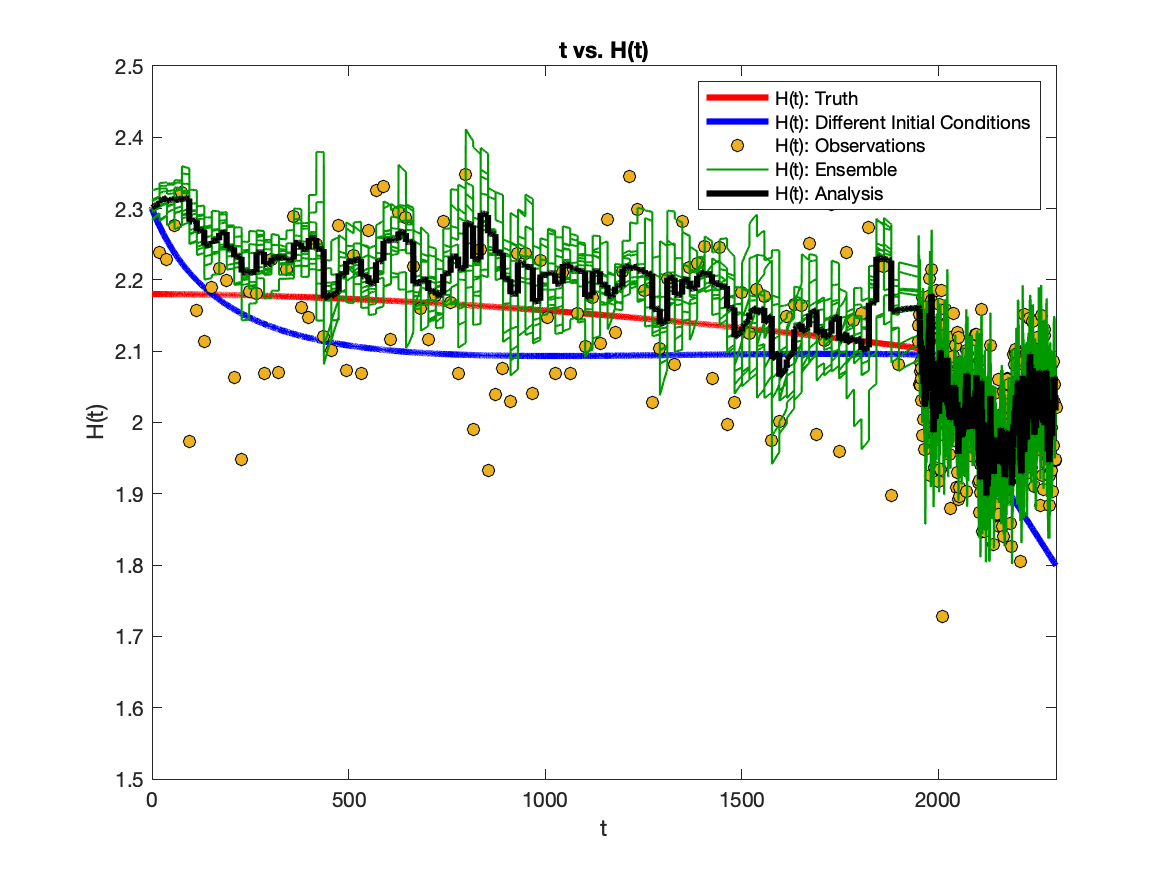 t vs. H(t)
2.5
2.4
2.3
2.2
2.1
2
1.9
1.8
1.7
1.6
1.5
H(t)
H(t): Truth
H(t): Different Initial Conditions
H(t): Observations
H(t): Ensemble
H(t): Analysis
0
500
1000
1500
2000
t